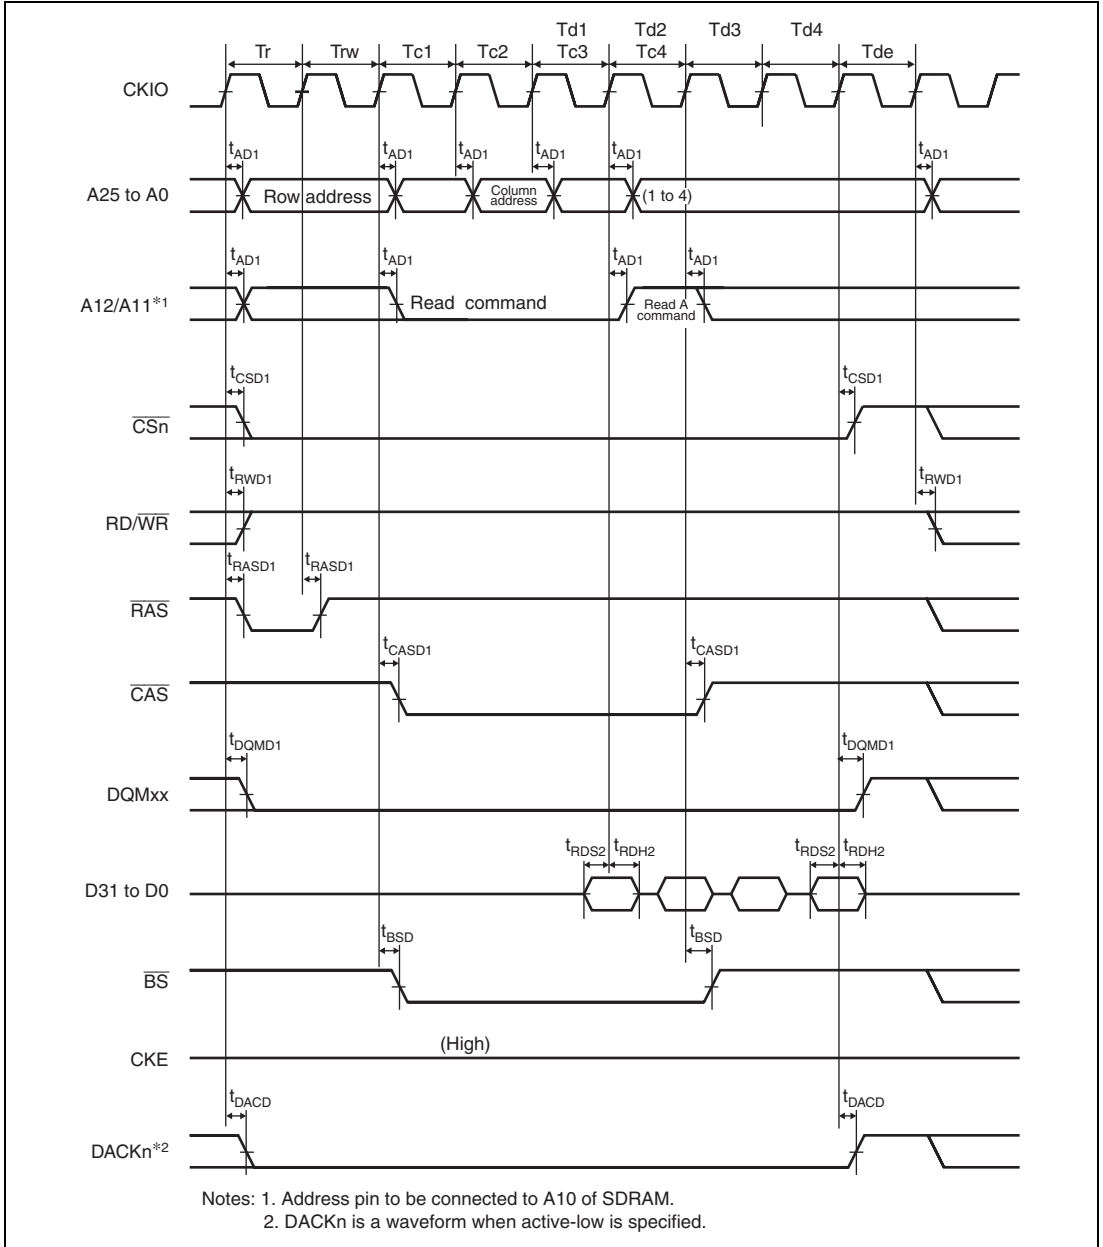 Td1 Td2 Td3 Td4
Tr Trw Tc1 Tc2 Tc3 Tc4 Tde
CKIO
tAD1 tAD1 tAD1 tAD1 tAD1 tAD1
A25 to A0 Row address Column address (1 to 4)
tAD1 tAD1 tAD1 tAD1
A12/A11*1 Read command Read A command
tCSD1 tCSD1
CSn
tRWD1 tRWD1
RD/WR
tRASD1 tRASD1
RAS
tCASD1 tCASD1
CAS
tDQMD1 tDQMD1
DQMxx
tRDS2 tRDH2 tRDS2 tRDH2
D31 to D0
tBSD tBSD
BS
(High)
CKE
tDACD tDACD
DACKn*2
Notes: 1. Address pin to be connected to A10 of SDRAM.
2. DACKn is a waveform when active-low is specified.